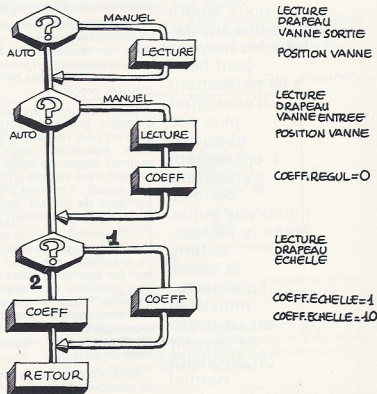 MANUEL
LECTURE
DRAPEAU
VANNE SORTIE
?
AUTO
LECTURE
POSITION VANNE
MANUEL
LECTURE
DRAPEAU
VANNE ENTREE
?
AUTO
LECTURE
POSITION VANNE
COEFF
COEFF.REGUL=0
1
LECTURE
DRAPEAU
ECHELLE
?
2
COEFF
COEFF
COEFF.ECHELLE=1
COEFF.ECHELLE=10
RETOUR